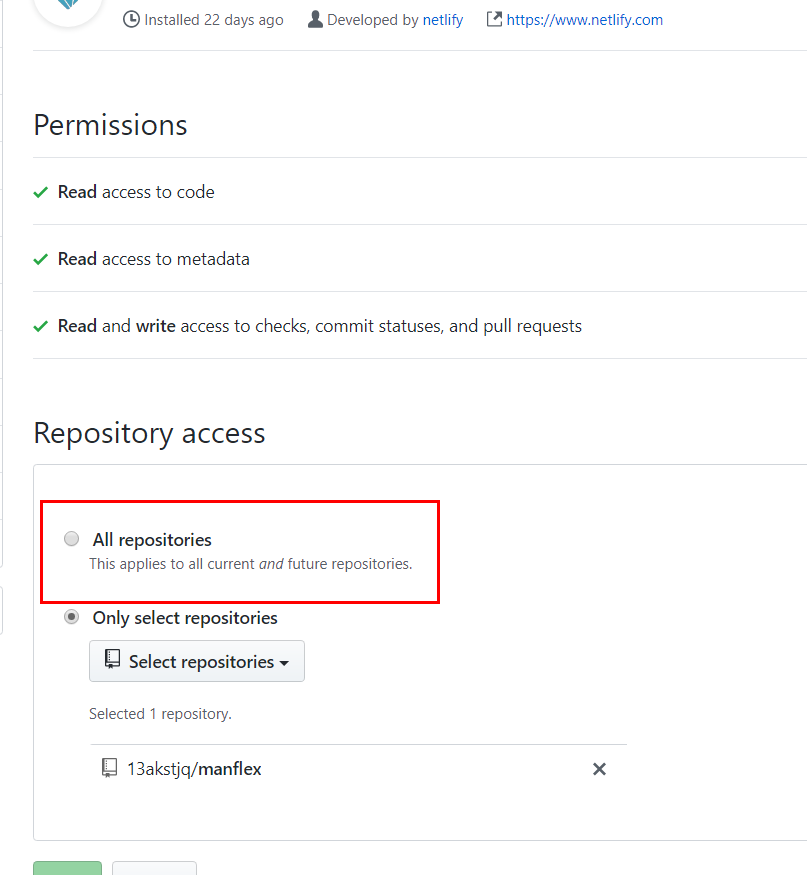 Installed 22 days ago Developed by netlify https://www.netlify.com
Permissions
Read access to code
Read access to metadata
Read and write access to checks, commit statuses, and pull requests
Repository access
All repositories
This applies to all current and future repositories.
Only select repositories
Select repositories
Selected 1 repository.
13akstjq/manflex